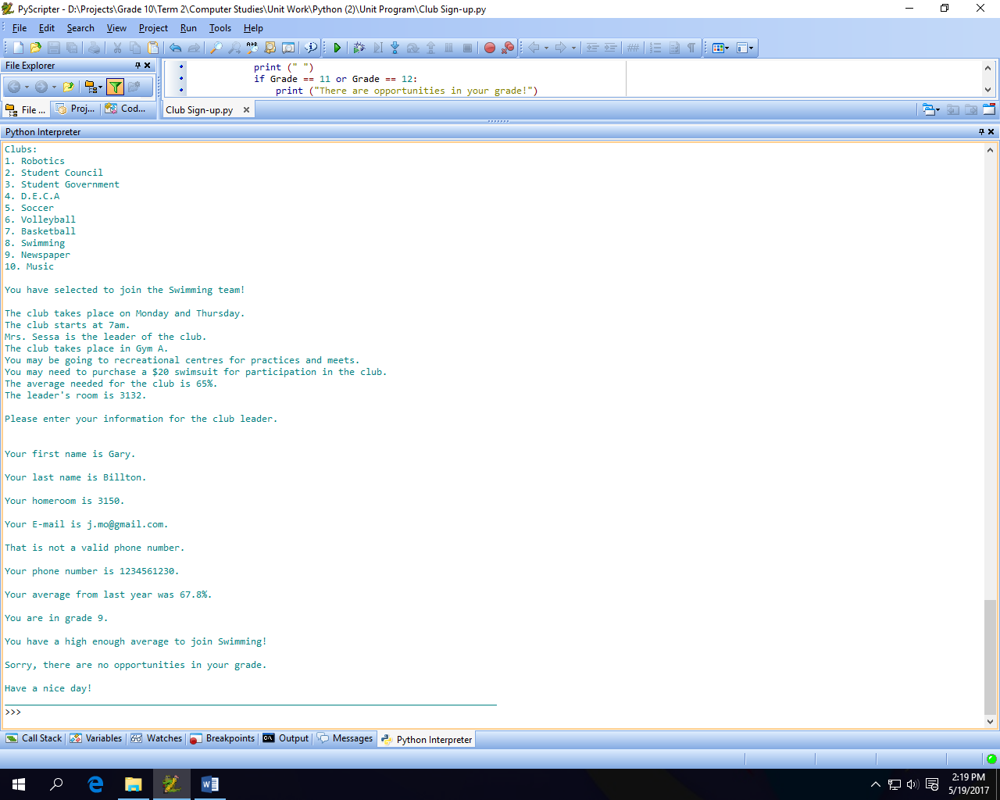 PyScripter - D:\Projects\Grade 10\Term 2\Computer Studies\Unit Work\Python (2)\Unit Program\Club Sign-up.py
File Edit Search View Project Run Tools Help
File Explorer
print (" ")
if Grade == 11 or Grade == 12:
print ("There are opportunities in your grade!")
File ... Proj... Cod...
Club Sign-up.py
Python Interpreter
Clubs:
1. Robotics
2. Student Council
3. Student Government
4. D.E.C.A
5. Soccer
6. Volleyball
7. Basketball
8. Swimming
9. Newspaper
10. Music
You have selected to join the Swimming team!
The club takes place on Monday and Thursday.
The club starts at 7am.
Mrs. Sessa is the leader of the club.
The club takes place in Gym A.
You may be going to recreational centres for practices and meets.
You may need to purchase a $20 swimsuit for participation in the club.
The average needed for the club is 65%.
The leader's room is 3132.
Please enter your information for the club leader.
Your first name is Gary.
Your last name is Billton.
Your homeroom is 3150.
Your E-mail is j.mo@gmail.com.
That is not a valid phone number.
Your phone number is 1234561230.
Your average from last year was 67.8%.
You are in grade 9.
You have a high enough average to join Swimming!
Sorry, there are no opportunities in your grade.
Have a nice day!
>>>
Call Stack Variables Watches Breakpoints Output Messages Python Interpreter
2:19 PM
5/19/2017